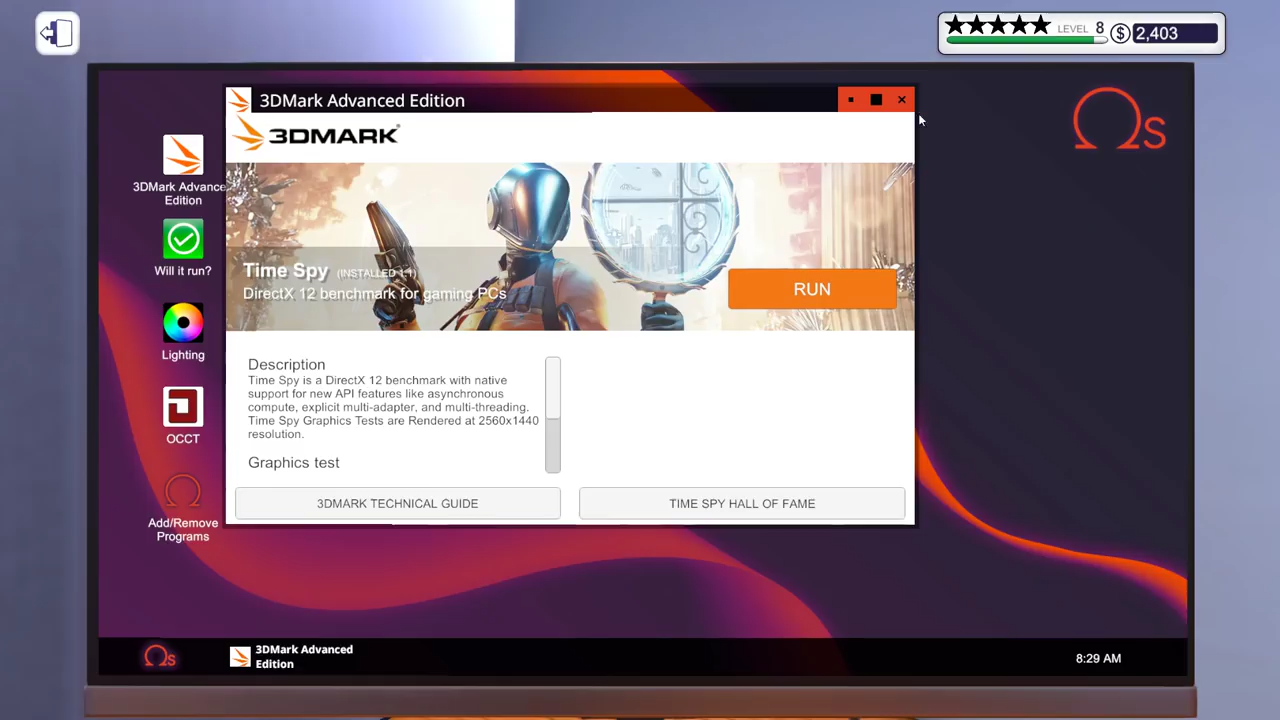 LEVEL 8
$ 2,403
3DMark Advanced Edition
3DMARK
Time Spy (INSTALLED 1.1)
DirectX 12 benchmark for gaming PCs
RUN
Description
Time Spy is a DirectX 12 benchmark with native
support for new API features like asynchronous
compute, explicit multi-adapter, and multi-threading.
Time Spy Graphics Tests are Rendered at 2560x1440
resolution.
Graphics test
3DMARK TECHNICAL GUIDE
TIME SPY HALL OF FAME
3DMark Advance
Edition
Will it run?
Lighting
OCCT
Add/Remove
Programs
Ωs
Ωs
3DMark Advanced
Edition
8:29 AM